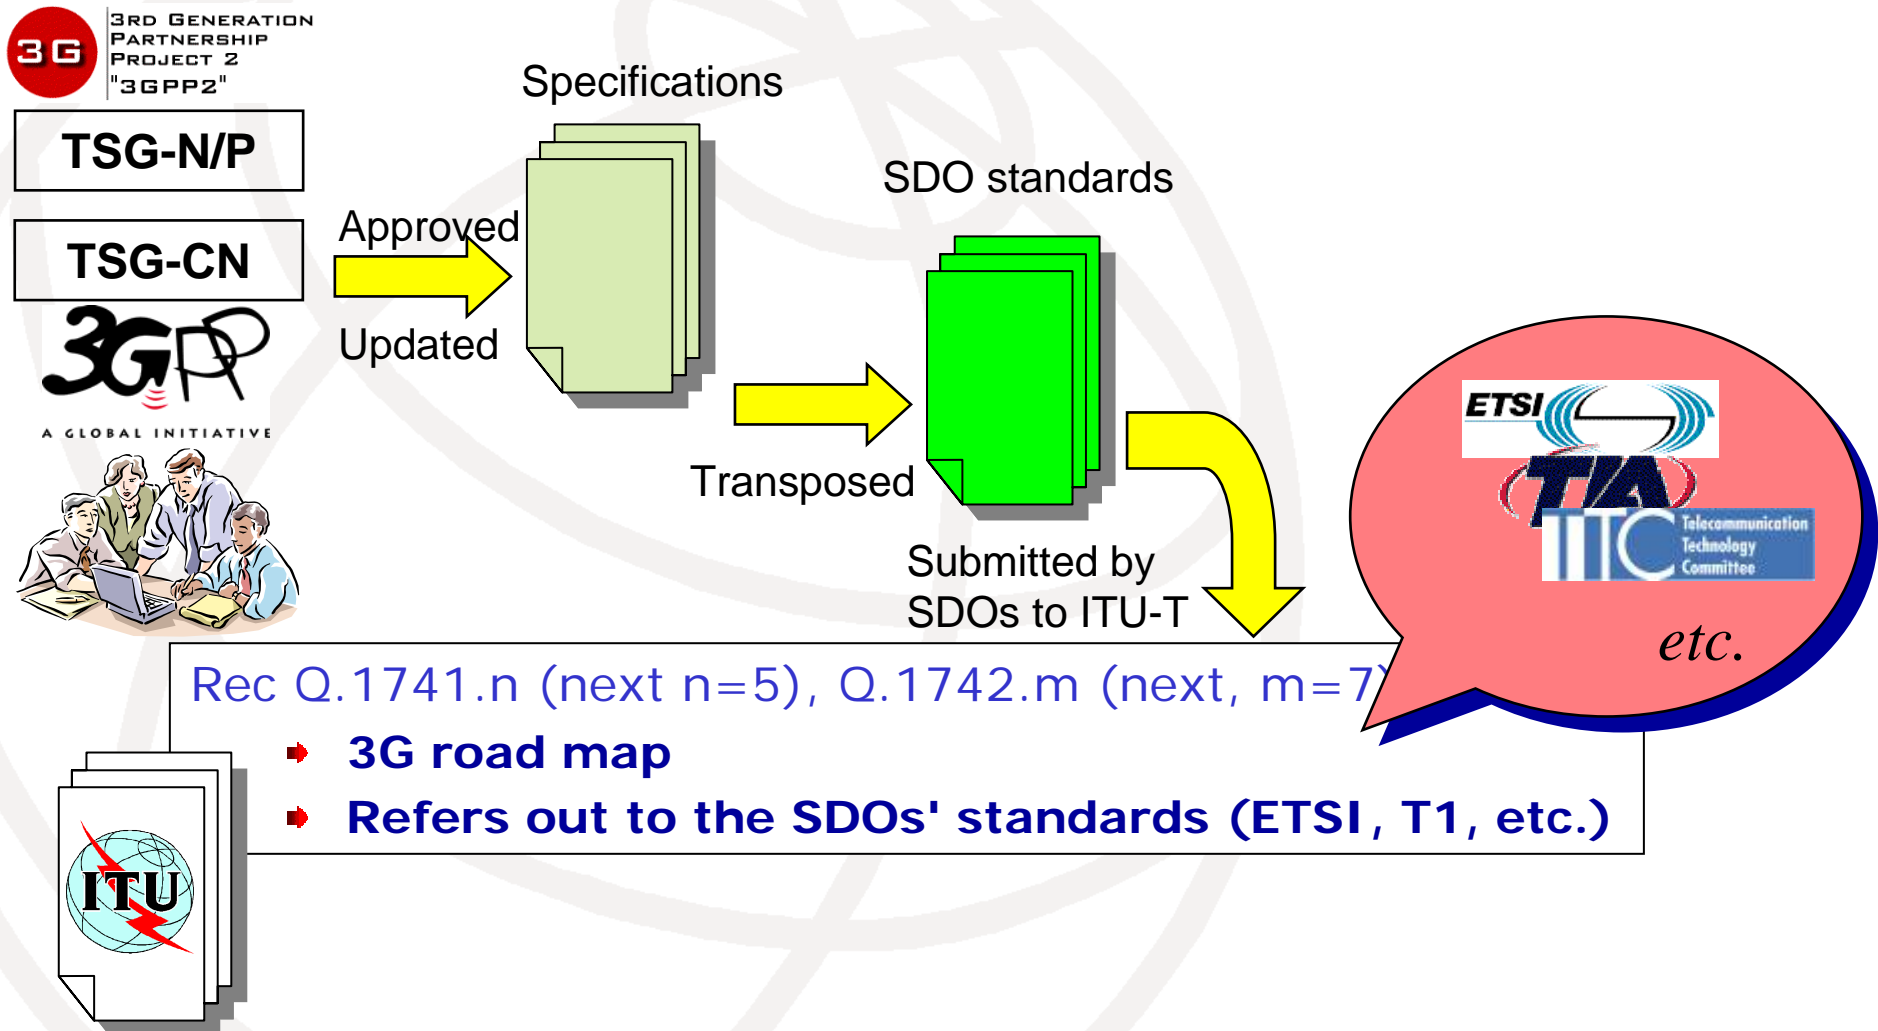 3G
3RD GENERATION
PARTNERSHIP
PROJECT 2
"3GPP2"
TSG-N/P
TSG-CN
3GPP
A GLOBAL INITIATIVE
Approved
Updated
Specifications
Transposed
SDO standards
Submitted by
SDOs to ITU-T
ETSI
TIA
TTC Telecommunication
Technology
Committee
etc.
Rec Q.1741.n (next n=5), Q.1742.m (next, m=7)
3G road map
Refers out to the SDOs' standards (ETSI, T1, etc.)
ITU